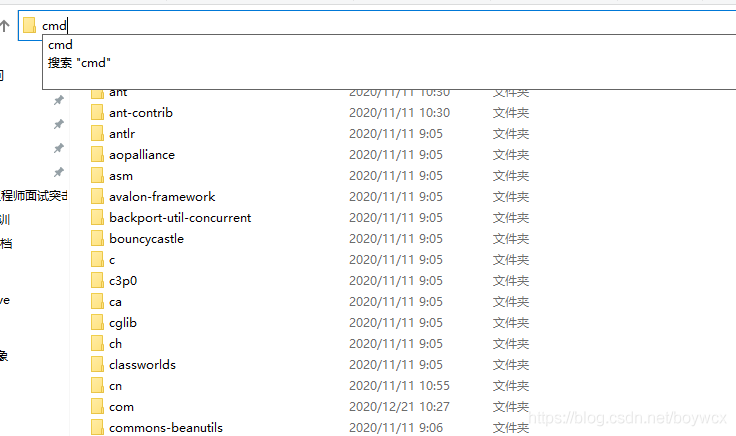 cmd
cmd
搜索 "cmd"
ant 2020/11/11 10:30 文件夹
ant-contrib 2020/11/11 10:30 文件夹
antlr 2020/11/11 9:05 文件夹
aopalliance 2020/11/11 9:05 文件夹
asm 2020/11/11 9:05 文件夹
程师面试突击 avalon-framework 2020/11/11 9:05 文件夹
训 backport-util-concurrent 2020/11/11 9:05 文件夹
档 bouncycastle 2020/11/11 9:05 文件夹
c 2020/11/11 9:05 文件夹
c3p0 2020/11/11 9:05 文件夹
ve ca 2020/11/11 9:05 文件夹
cglib 2020/11/11 9:05 文件夹
象 ch 2020/11/11 9:05 文件夹
classworlds 2020/11/11 9:05 文件夹
cn 2020/11/11 10:55 文件夹
com 2020/12/21 10:27 文件夹
commons-beanutils 2020/11/11 9:06 文件夹
https://blog.csdn.net/boywcx